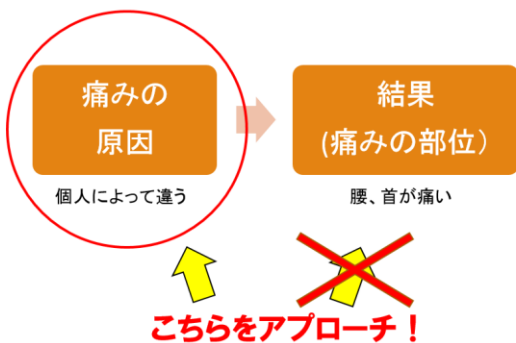 痛みの
原因
結果
(痛みの部位）
個人によって違う
腰、首が痛い
こちらをアプローチ！